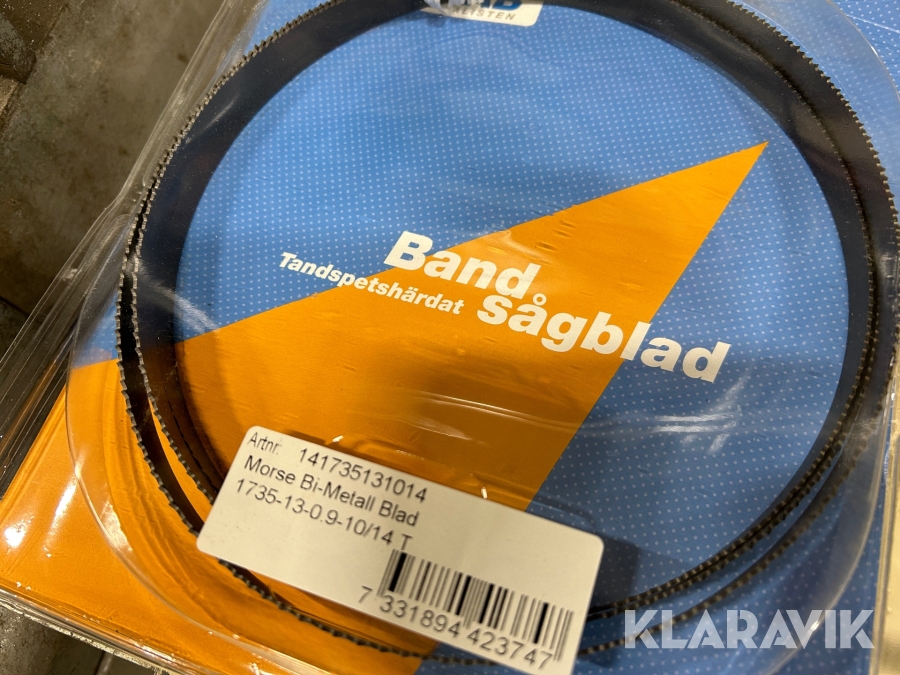 LISTEN
Band
Tandspetshärdat sågblad
Artnr: 141735131014
Morse Bi-Metall Blad
1735-13-0.9-10/14 T
7 331894 423747
KLARAVIK